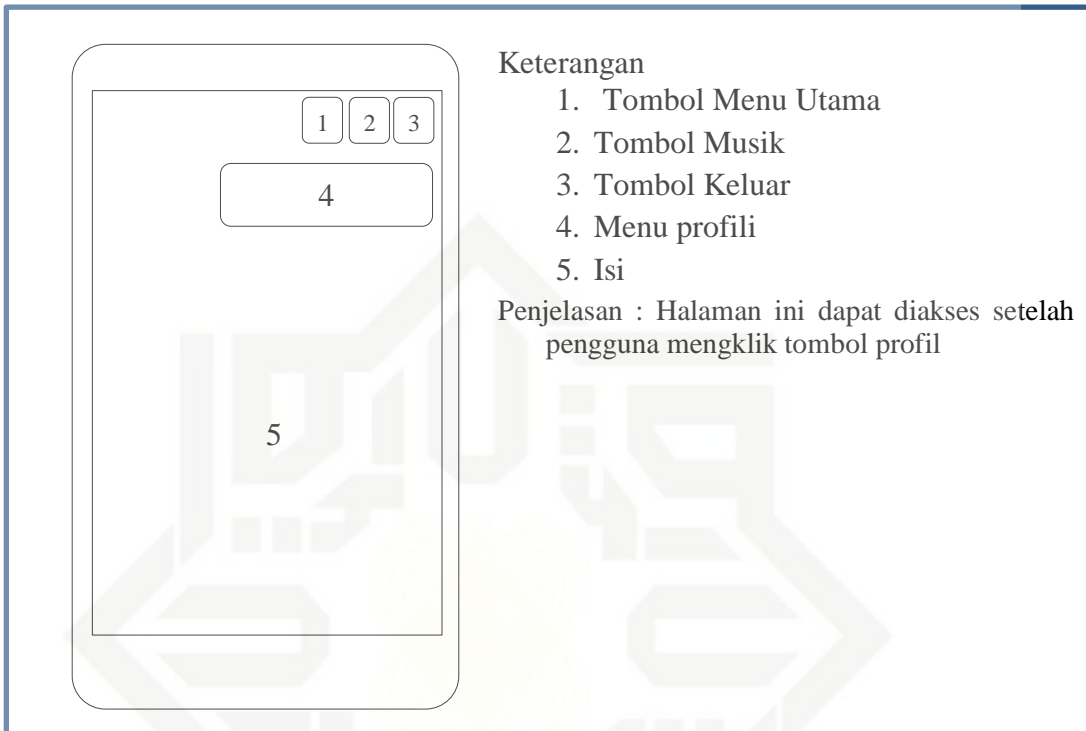 1 2 3
4
5
Keterangan
1. Tombol Menu Utama
2. Tombol Musik
3. Tombol Keluar
4. Menu profili
5. Isi
Penjelasan : Halaman ini dapat diakses setelah
pengguna mengklik tombol profil